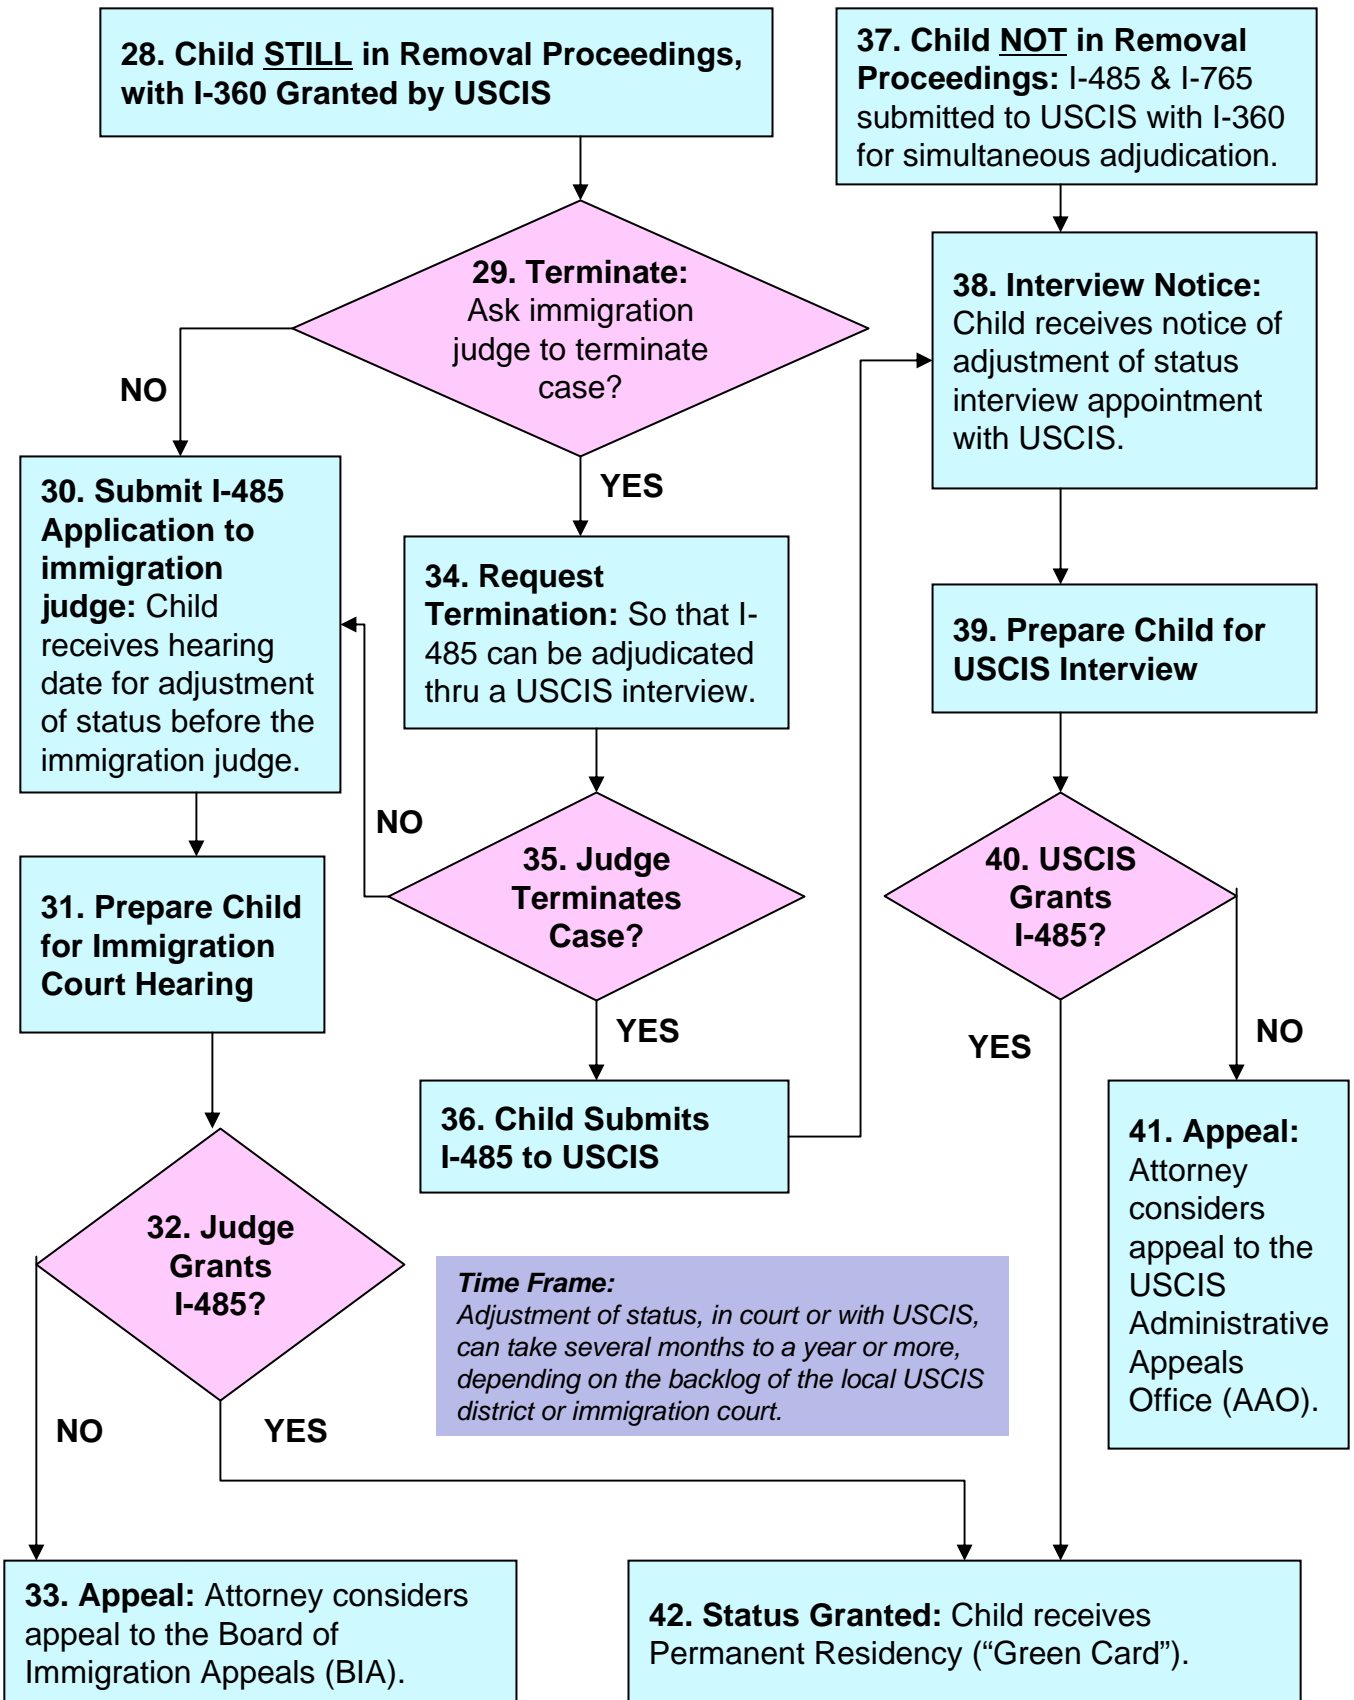 28. Child STILL in Removal Proceedings,
with I-360 Granted by USCIS
37. Child NOT in Removal
Proceedings: I-485 & I-765
submitted to USCIS with I-360
for simultaneous adjudication.
29. Terminate:
Ask immigration
judge to terminate
case?
38. Interview Notice:
Child receives notice of
adjustment of status
interview appointment
with USCIS.
NO
YES
30. Submit I-485
Application to
immigration
judge: Child
receives hearing
date for adjustment
of status before the
immigration judge.
34. Request
Termination: So that I-
485 can be adjudicated
thru a USCIS interview.
39. Prepare Child for
USCIS Interview
NO
35. Judge
Terminates
Case?
40. USCIS
Grants
I-485?
31. Prepare Child
for Immigration
Court Hearing
YES
YES
NO
36. Child Submits
I-485 to USCIS
41. Appeal:
Attorney
considers
appeal to the
USCIS
Administrative
Appeals
Office (AAO).
32. Judge
Grants
I-485?
Time Frame:
Adjustment of status, in court or with USCIS,
can take several months to a year or more,
depending on the backlog of the local USCIS
district or immigration court.
NO
YES
33. Appeal: Attorney considers
appeal to the Board of
Immigration Appeals (BIA).
42. Status Granted: Child receives
Permanent Residency (“Green Card”).